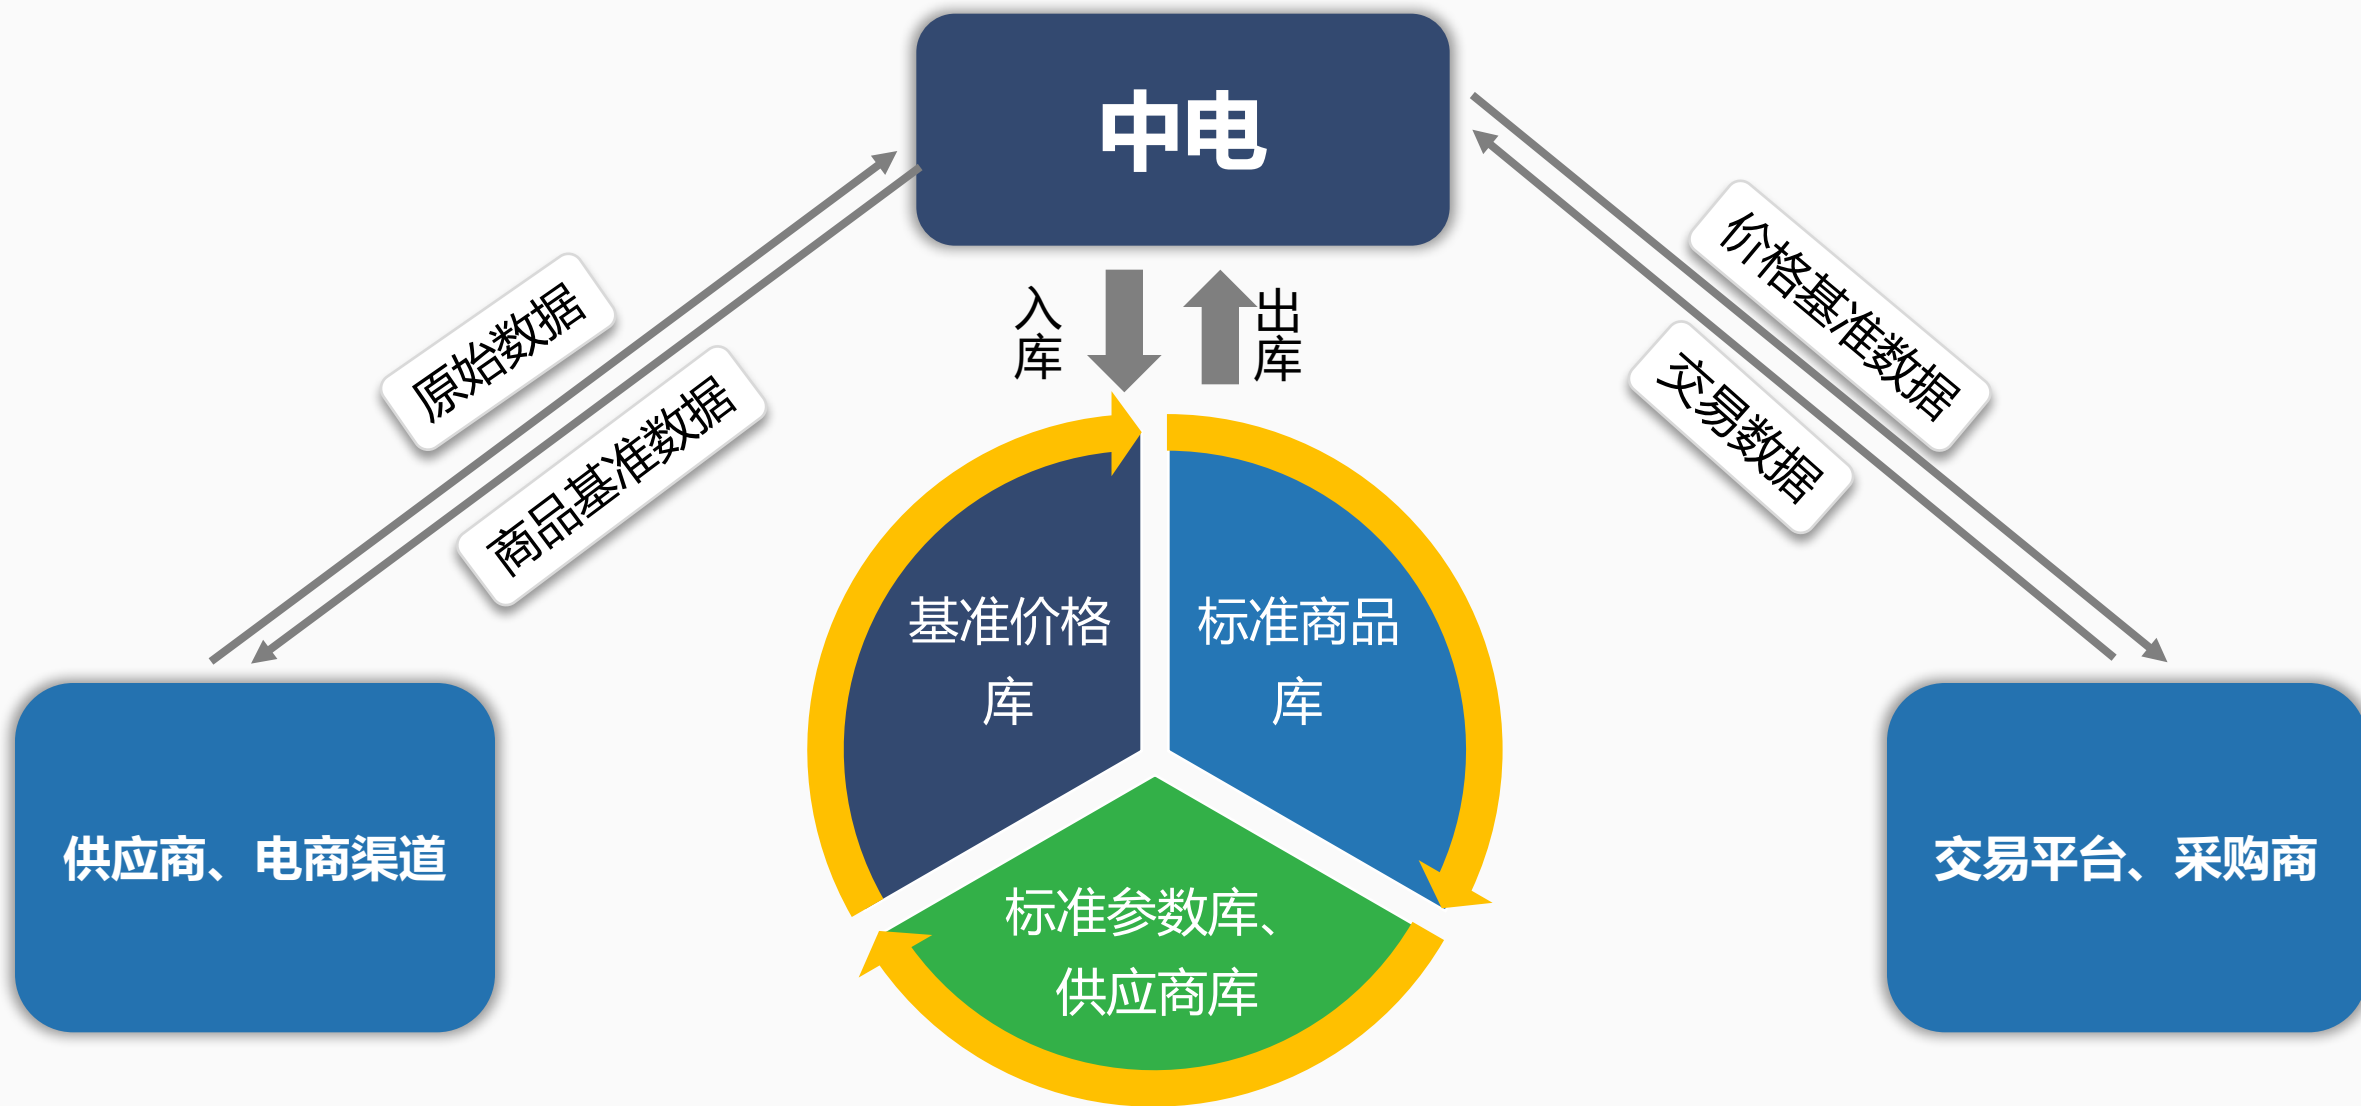 中电
入库
出库
原始数据
商品基准数据
价格基准数据
交易数据
基准价格
库
标准商品
库
标准参数库、
供应商库
供应商、电商渠道
交易平台、采购商